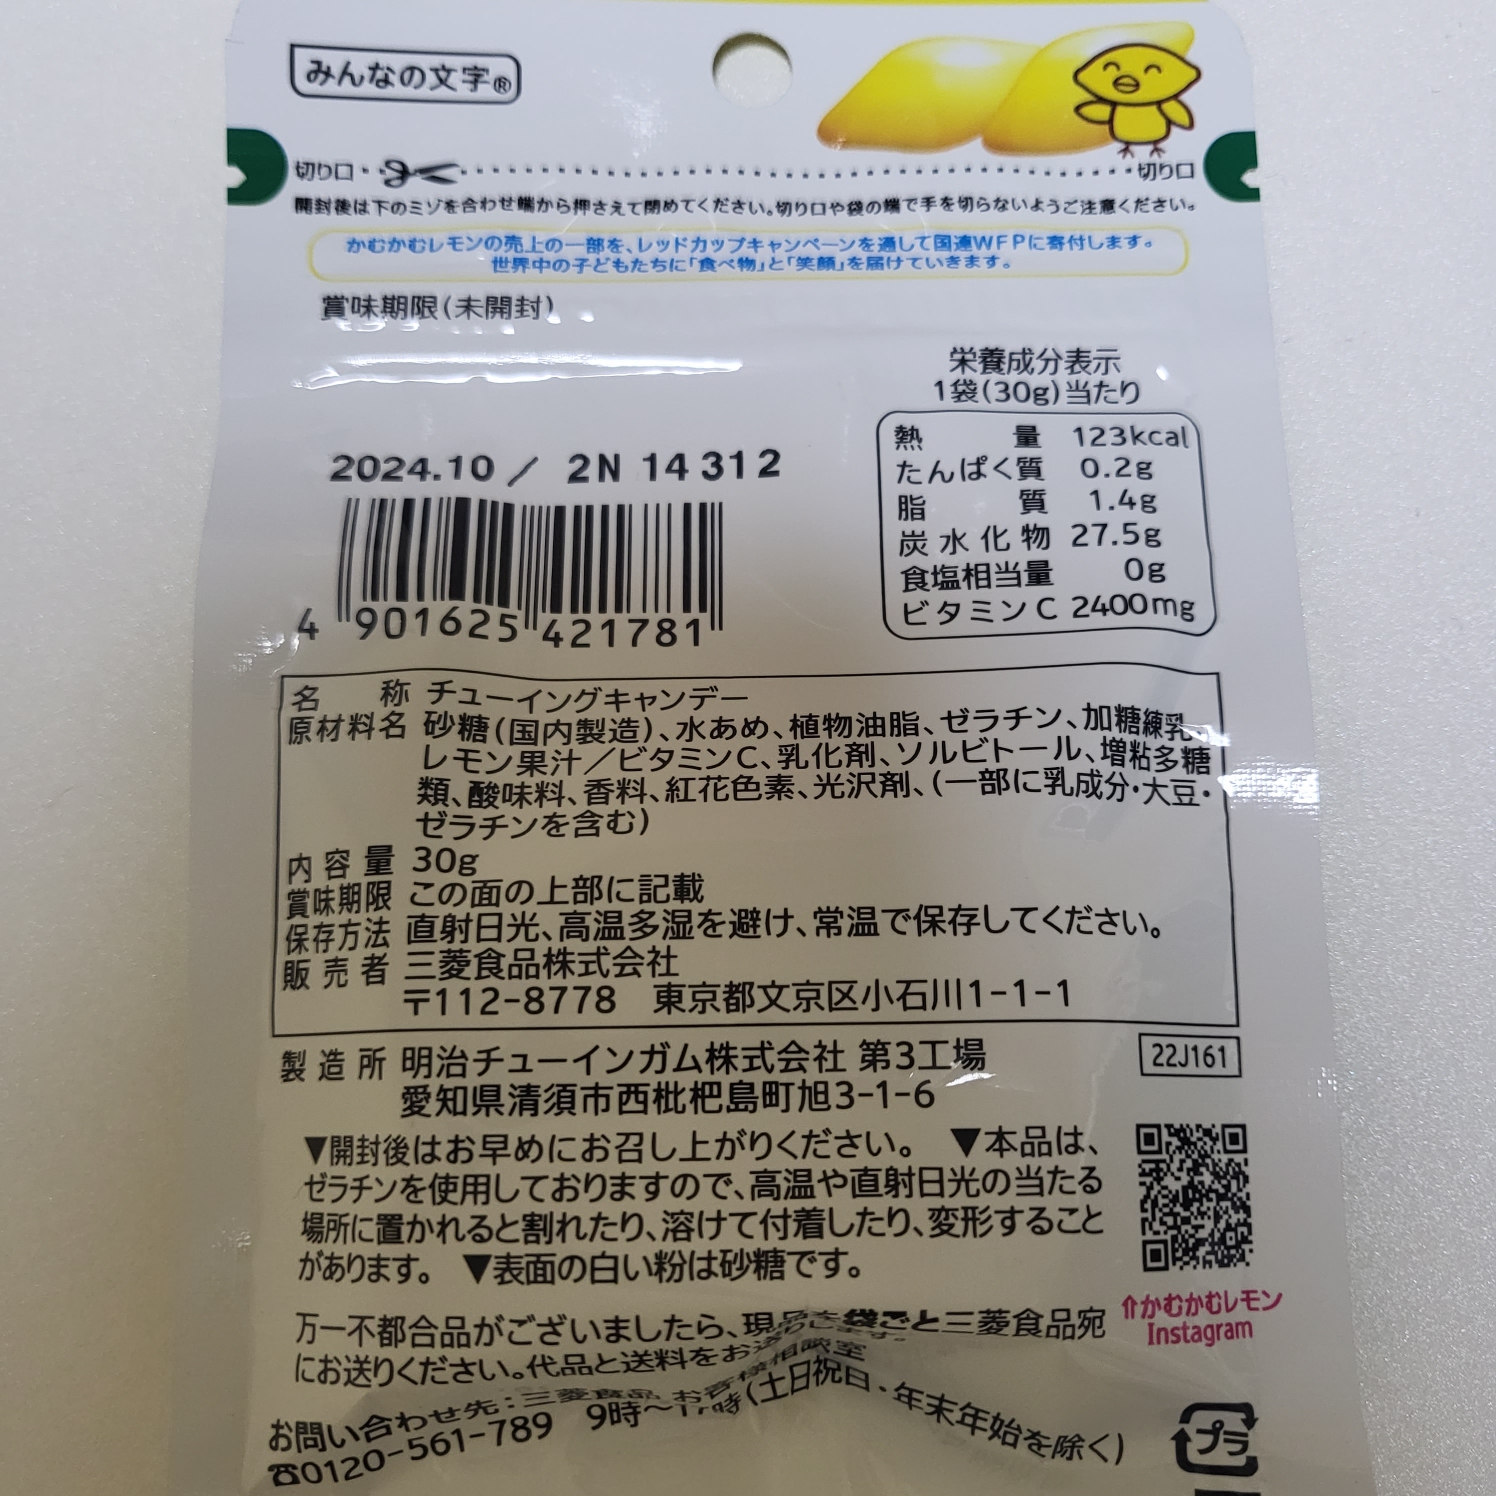 みんなの文字®
切り口 切り口
開封後は下のミゾを合わせ端から押さえて閉めてください。切り口や袋の端で手を切らないようご注意ください。
かむかむレモンの売上の一部を、レッドカップキャンペーンを通して国連WFPに寄付します。
世界中の子どもたちに「食べ物」と「笑顔」を届けていきます。
賞味期限(未開封)
2024.10 / 2N 14 312
4 901625 421781
栄養成分表示
1袋(30g)当たり
熱量 123kcal
たんぱく質 0.2g
脂質 1.4g
炭水化物 27.5g
食塩相当量 0g
ビタミンC 2400mg
名称 チューイングキャンデー
原材料名 砂糖(国内製造)、水あめ、植物油脂、ゼラチン、加糖練乳、
レモン果汁/ビタミンC、乳化剤、ソルビトール、増粘多糖
類、酸味料、香料、紅花色素、光沢剤、(一部に乳成分・大豆・
ゼラチンを含む)
内容量 30g
賞味期限 この面の上部に記載
保存方法 直射日光、高温多湿を避け、常温で保存してください。
販売者 三菱食品株式会社
〒112-8778 東京都文京区小石川1-1-1
製造所 明治チューインガム株式会社 第3工場
愛知県清須市西枇杷島町旭3-1-6
22J161
▼開封後はお早めにお召し上がりください。 ▼本品は、
ゼラチンを使用しておりますので、高温や直射日光の当たる
場所に置かれると割れたり、溶けて付着したり、変形すること
があります。 ▼表面の白い粉は砂糖です。
⇑かむかむレモン
Instagram
万一不都合品がございましたら、現品を袋ごと三菱食品宛
にお送りください。代品と送料をお送りします。
お問い合わせ先:三菱食品 お客様相談室
☎0120-561-789 9時〜17時(土日祝日・年末年始を除く)
プラ